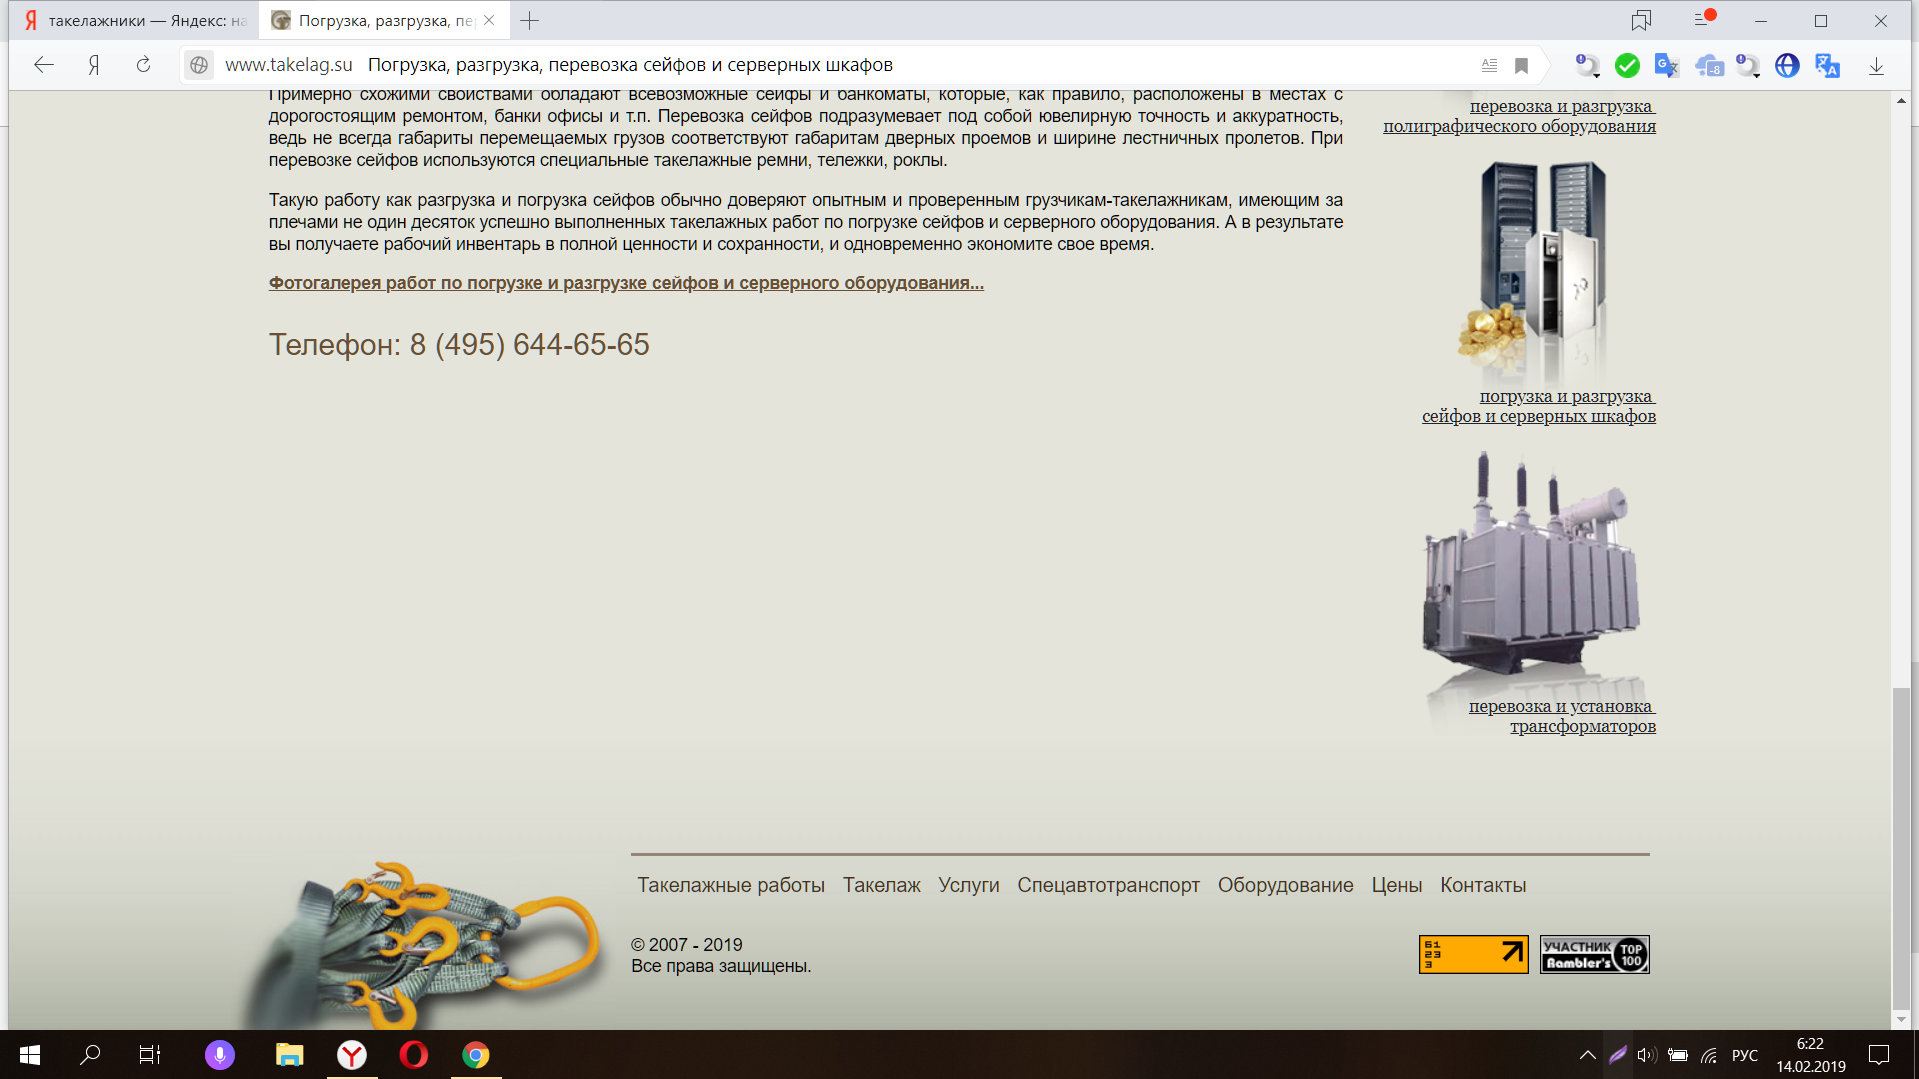 такелажники — Яндекс: на
Погрузка, разгрузка, пе
www.takelag.su Погрузка, разгрузка, перевозка сейфов и серверных шкафов
-8
Примерно схожими свойствами обладают всевозможные сейфы и банкоматы, которые, как правило, расположены в местах с
дорогостоящим ремонтом, банки офисы и т.п. Перевозка сейфов подразумевает под собой ювелирную точность и аккуратность,
ведь не всегда габариты перемещаемых грузов соответствуют габаритам дверных проемов и ширине лестничных пролетов. При
перевозке сейфов используются специальные такелажные ремни, тележки, роклы.
Такую работу как разгрузка и погрузка сейфов обычно доверяют опытным и проверенным грузчикам-такелажникам, имеющим за
плечами не один десяток успешно выполненных такелажных работ по погрузке сейфов и серверного оборудования. А в результате
вы получаете рабочий инвентарь в полной ценности и сохранности, и одновременно экономите свое время.
Фотогалерея работ по погрузке и разгрузке сейфов и серверного оборудования...
Телефон: 8 (495) 644-65-65
перевозка и разгрузка
полиграфического оборудования
погрузка и разгрузка
сейфов и серверных шкафов
перевозка и установка
трансформаторов
Такелажные работы Такелаж Услуги Спецавтотранспорт Оборудование Цены Контакты
© 2007 - 2019
Все права защищены.
61
23
3
УЧАСТНИК
Rambler's
TOP
100
РУС
6:22
14.02.2019